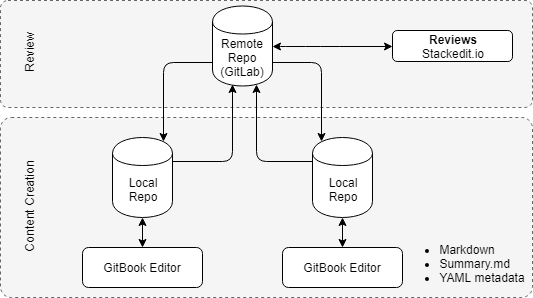 Review
Remote
Repo
(GitLab)
Reviews
Stackedit.io
Content Creation
Local
Repo
Local
Repo
GitBook Editor
GitBook Editor
• Markdown
• Summary.md
• YAML metadata